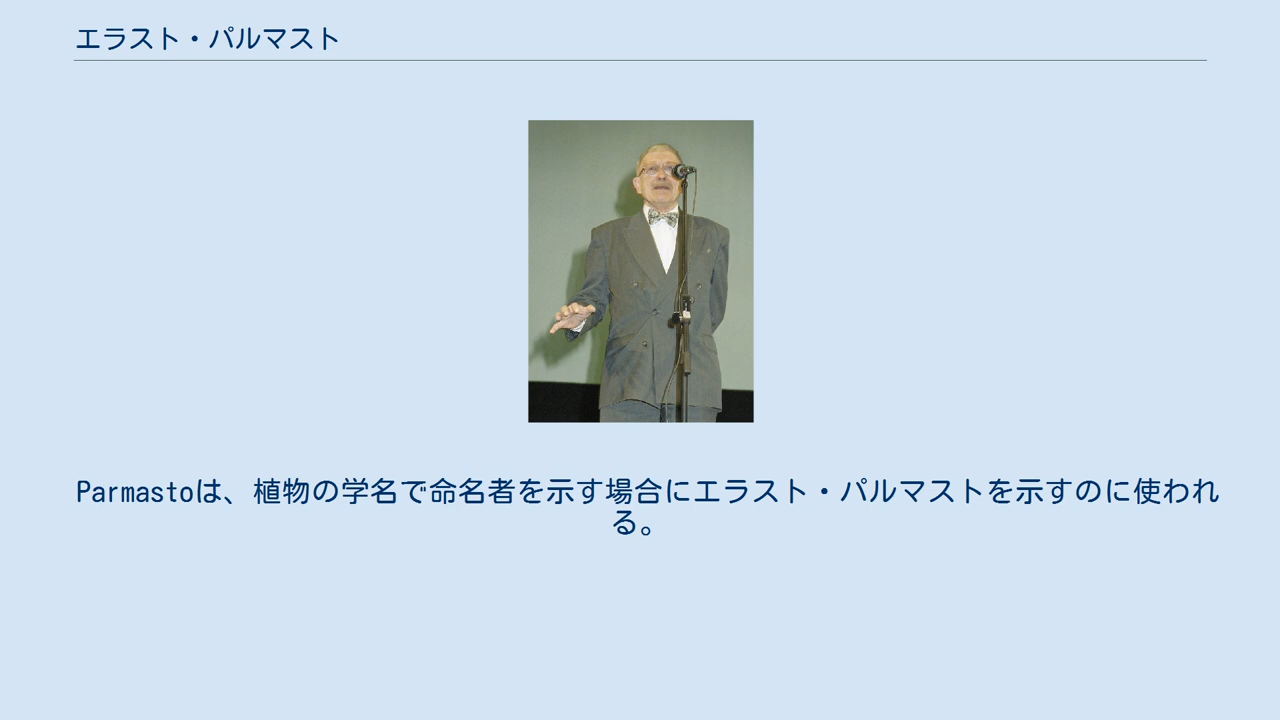 エラスト・パルマスト
Parmastoは、植物の学名で命名者を示す場合にエラスト・パルマストを示すのに使われ
る。